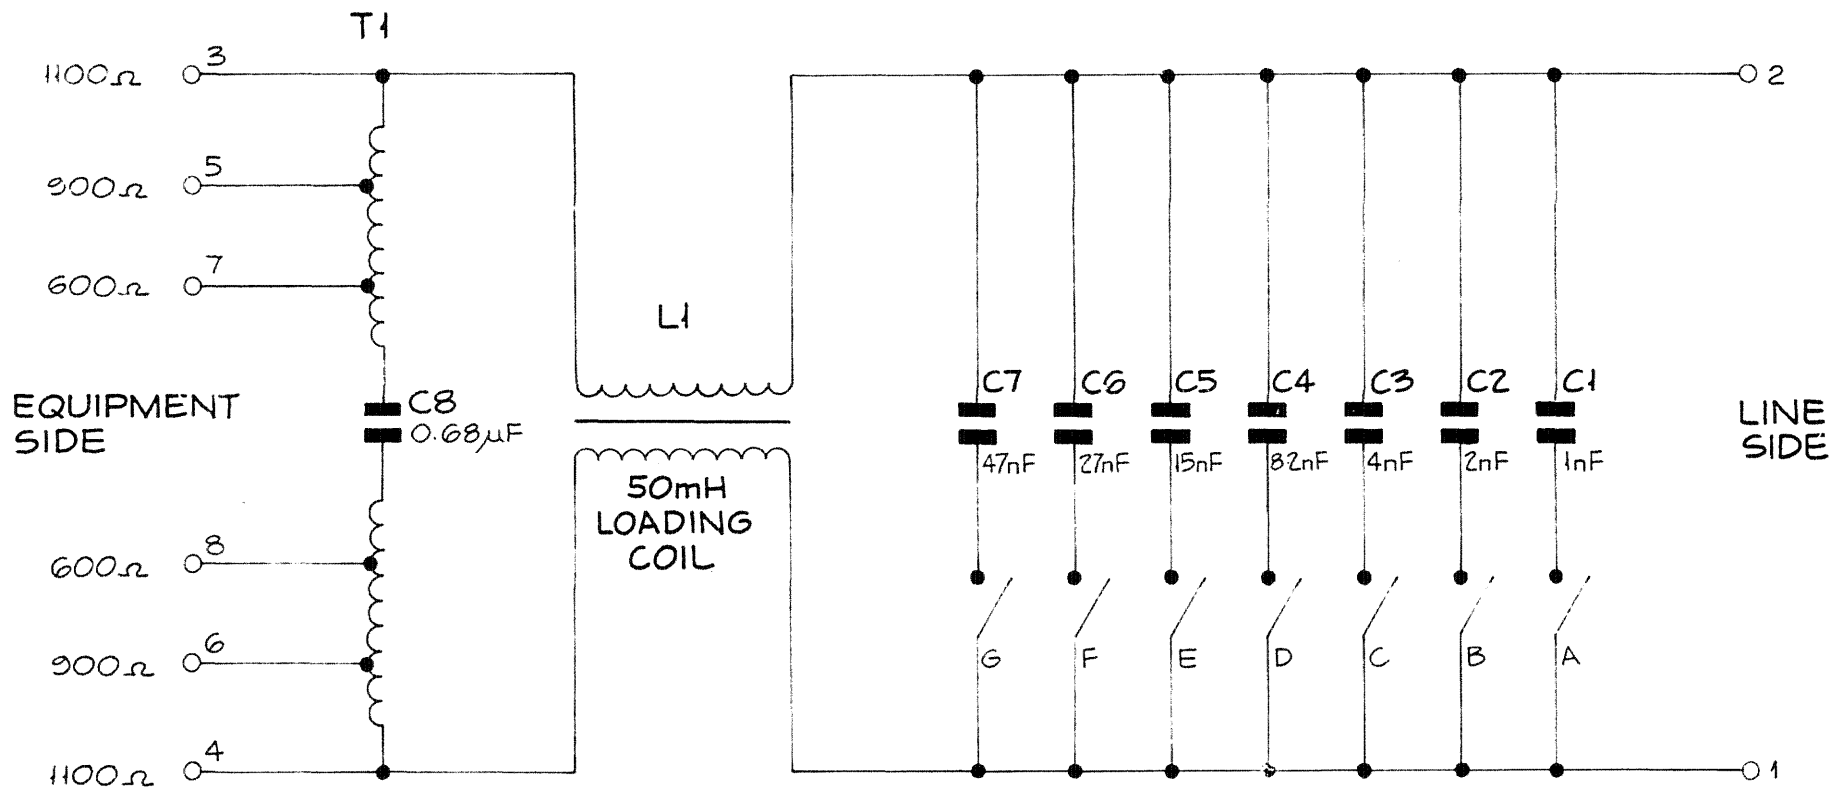 T1
1100Ω 3
2
900Ω 5
7
600Ω
L1
C7 C6 C5 C4 C3 C2 C1
EQUIPMENT
SIDE
C8
0.68μF
LINE
SIDE
47nF 27nF 15nF 82nF 4nF 2nF 1nF
50mH
LOADING
COIL
600Ω 8
900Ω 6
G F E D C B A
1100Ω 4
1